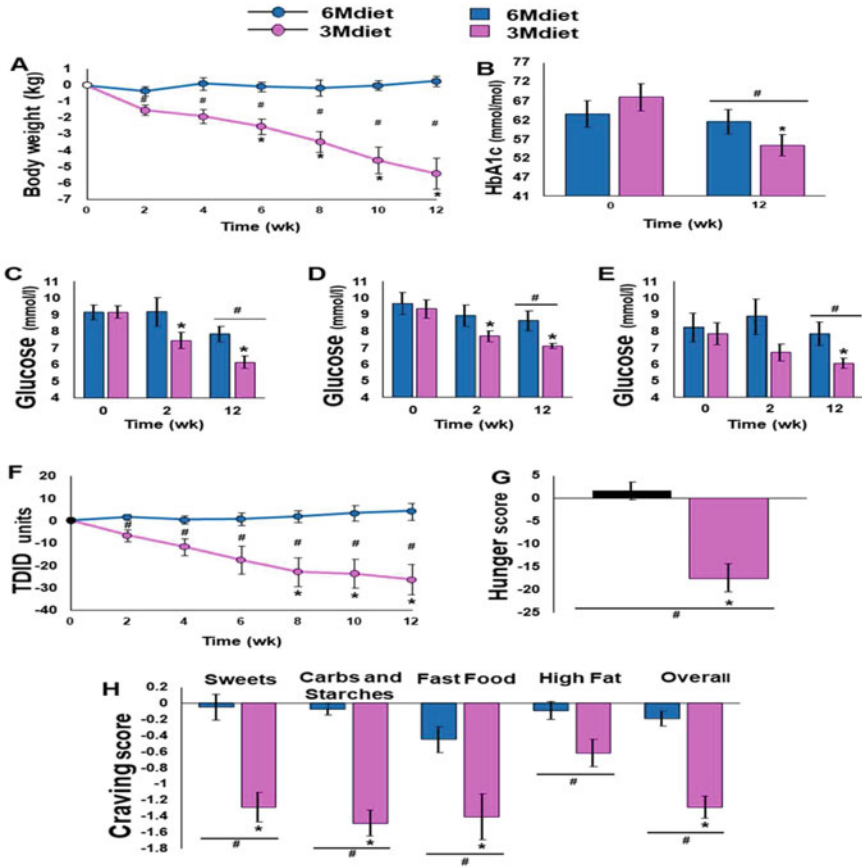 6Mdiet 6Mdiet
3Mdiet 3Mdiet
A
Body weight (kg)
1
0
-1
-2
-3
-4
-5
-6
-7
# # # # # #
* * * *
0 2 4 6 8 10 12
Time (wk)
B
HbA1c (mmol/mol)
77
72
67
62
57
52
47
41
#
*
0 12
Time (wk)
C
Glucose (mmol/l)
11
10
9
8
7
6
5
4
* # *
0 2 12
Time (wk)
D
Glucose (mmol/l)
11
10
9
8
7
6
5
4
* # *
0 2 12
Time (wk)
E
Glucose (mmol/l)
11
10
9
8
7
6
5
4
# *
0 2 12
Time (wk)
F
TDID units
20
10
0
-10
-20
-30
-40
# # # # # #
* * *
0 2 4 6 8 10 12
Time (wk)
G
Hunger score
5
0
-5
-10
-15
-20
-25
*
#
H
Sweets
Carbs and
Starches
Fast Food
High Fat
Overall
Craving score
0.2
0
-0.2
-0.4
-0.6
-0.8
-1
-1.2
-1.4
-1.6
-1.8
* * * *
# # # # #